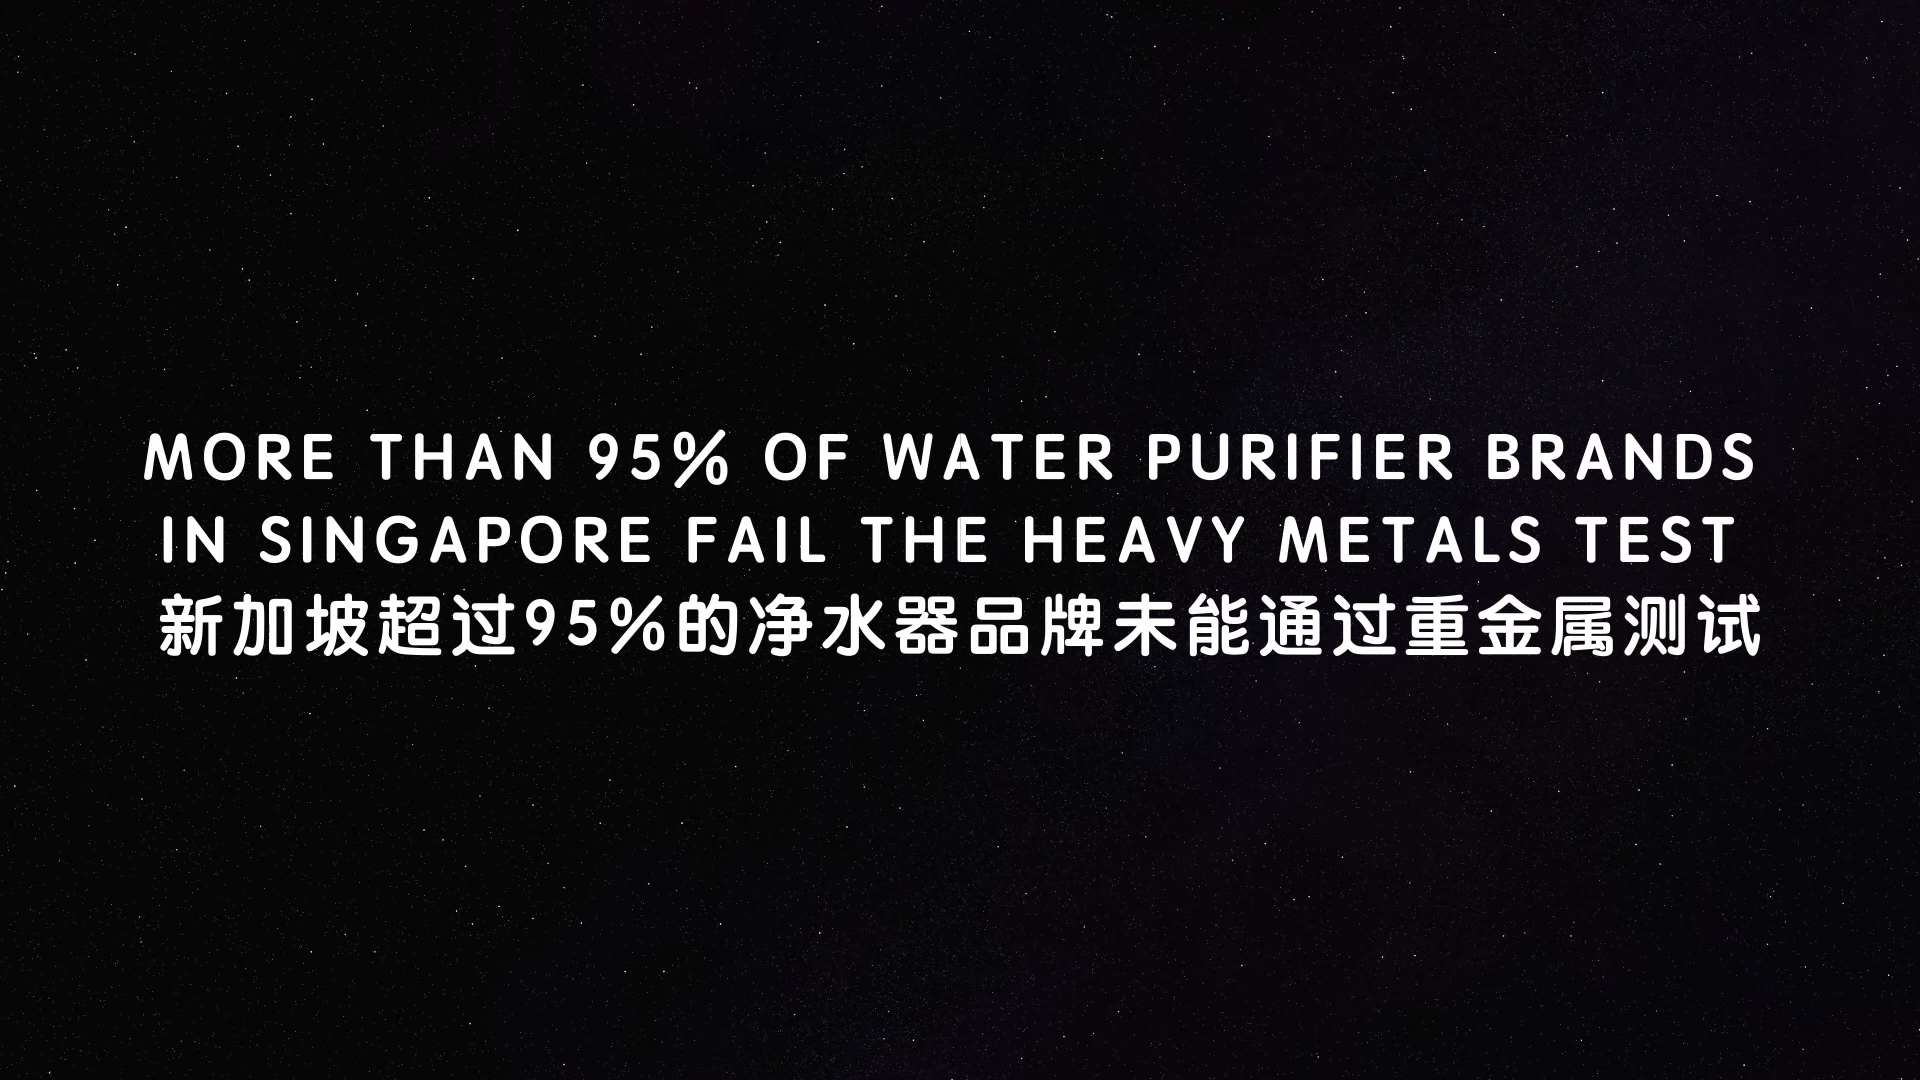 MORE THAN 95% OF WATER PURIFIER BRANDS
IN SINGAPORE FAIL THE HEAVY METALS TEST
新加坡超过95%的净水器品牌未能通过重金属测试